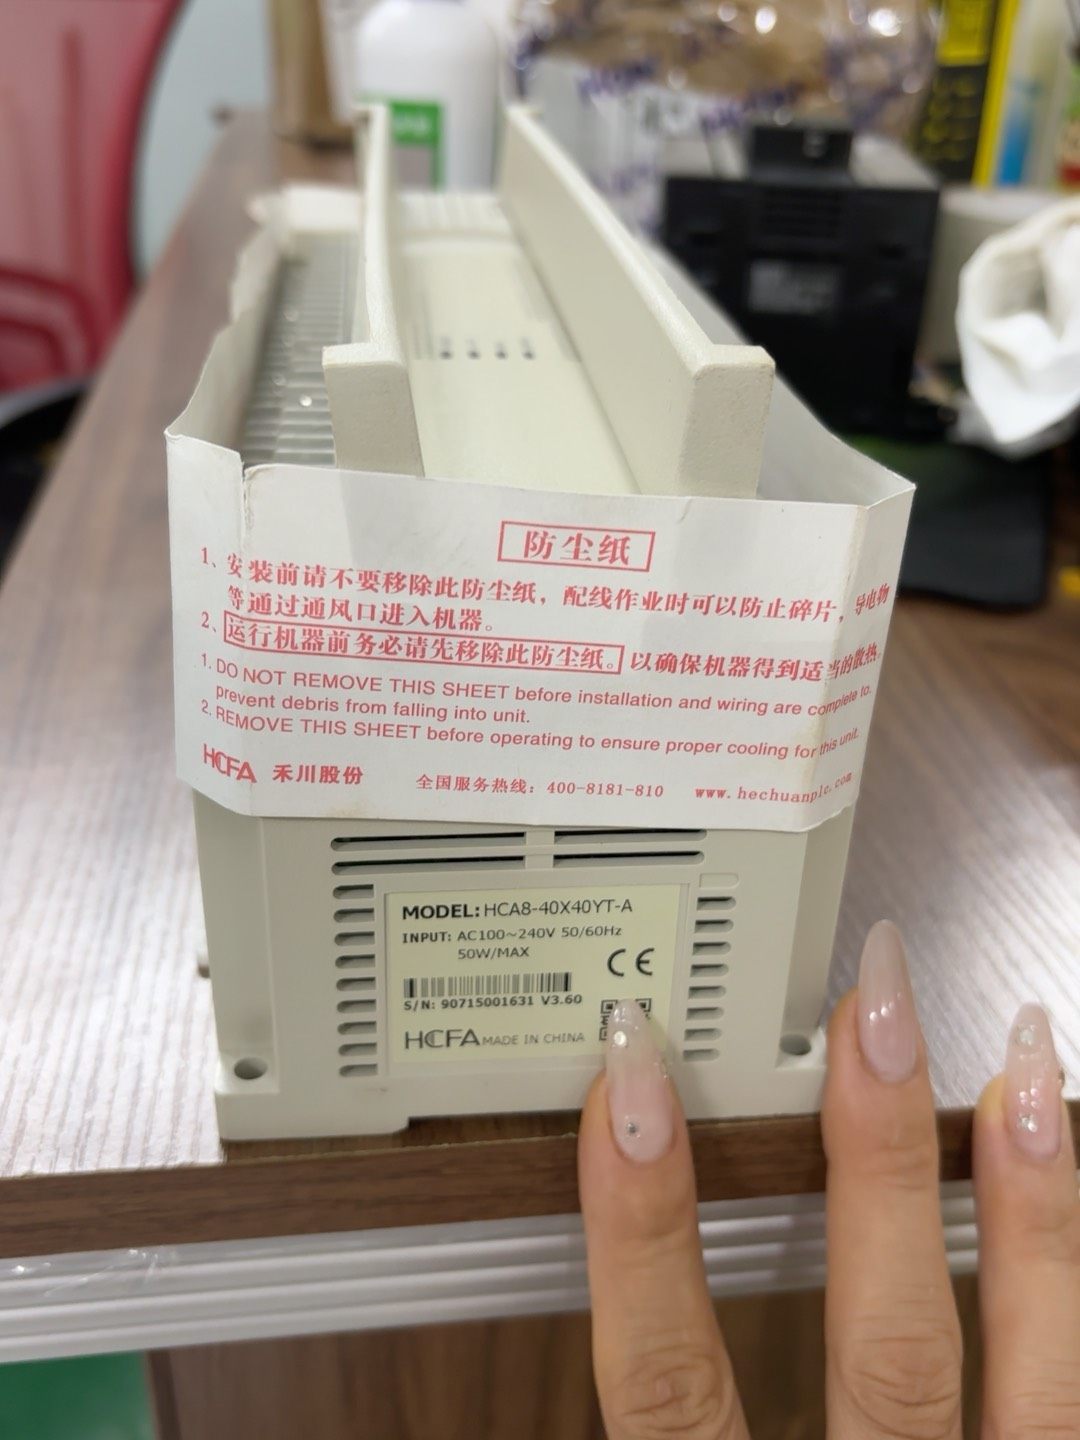 防尘纸
1、安装前请不要移除此防尘纸，配线作业时可以防止碎片，导电物
等通过通风口进入机器。
2、运行机器前务必请先移除此防尘纸。以确保机器得到适当的散热。
1. DO NOT REMOVE THIS SHEET before installation and wiring are complete to.
prevent debris from falling into unit.
2. REMOVE THIS SHEET before operating to ensure proper cooling for this unit.
HCFA 禾川股份 全国服务热线：400-8181-810 www.hechuanplc.com
MODEL: HCA8-40X40YT-A
INPUT: AC100~240V 50/60Hz
50W/MAX
CE
S/N: 90715001631 V3.60
HCFA MADE IN CHINA